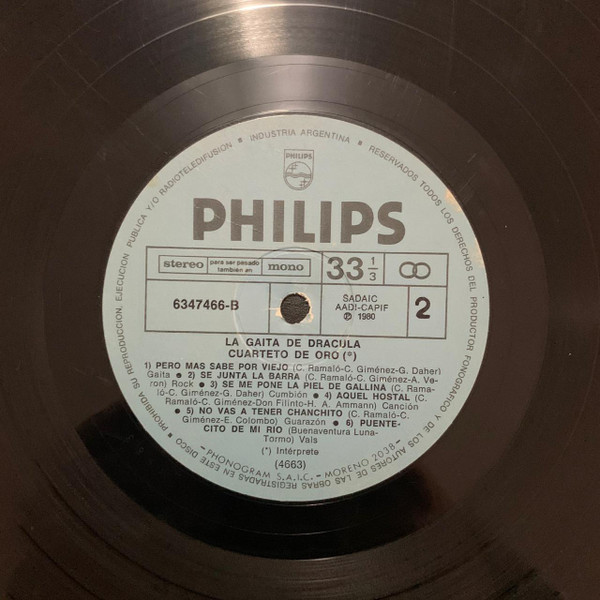 INDUSTRIA ARGENTINA
RESERVADOS TODOS LOS DERECHOS DEL PRODUCTOR FONOGRAFICO Y DE LOS AUTORES DE LAS OBRAS REGISTRADAS EN ESTE DISCO
PROHIBIDA SU REPRODUCCION, EJECUCION PUBLICA Y/O RADIOTELEDIFUSION
PHILIPS
PHILIPS
stereo para ser pasado también en mono 33 1/3
6347466-B
SADAIC
AADI-CAPIF
Ⓟ 1980
2
LA GAITA DE DRACULA
CUARTETO DE ORO (*)
1) PERO MAS SABE POR VIEJO (C. Ramaló-C. Giménez-G. Daher)
Gaita ● 2) SE JUNTA LA BARRA (C. Ramaló-C. Giménez-A. Ve-
ron) Rock ● 3) SE ME PONE LA PIEL DE GALLINA (C. Rama-
ló-C. Giménez-G. Daher) Cumbión ● 4) AQUEL HOSTAL (C.
Ramaló-C. Giménez-Don Filinto-H. A. Ammann) Canción
● 5) NO VAS A TENER CHANCHITO (C. Ramaló-C.
Giménez-E. Colombo) Guarazón ● 6) PUENTE-
CITO DE MI RIO (Buenaventura Luna-
Tormo) Vals
(*) Intérprete
(4663)
-PHONOGRAM S.A.I.C.-MORENO 2038-